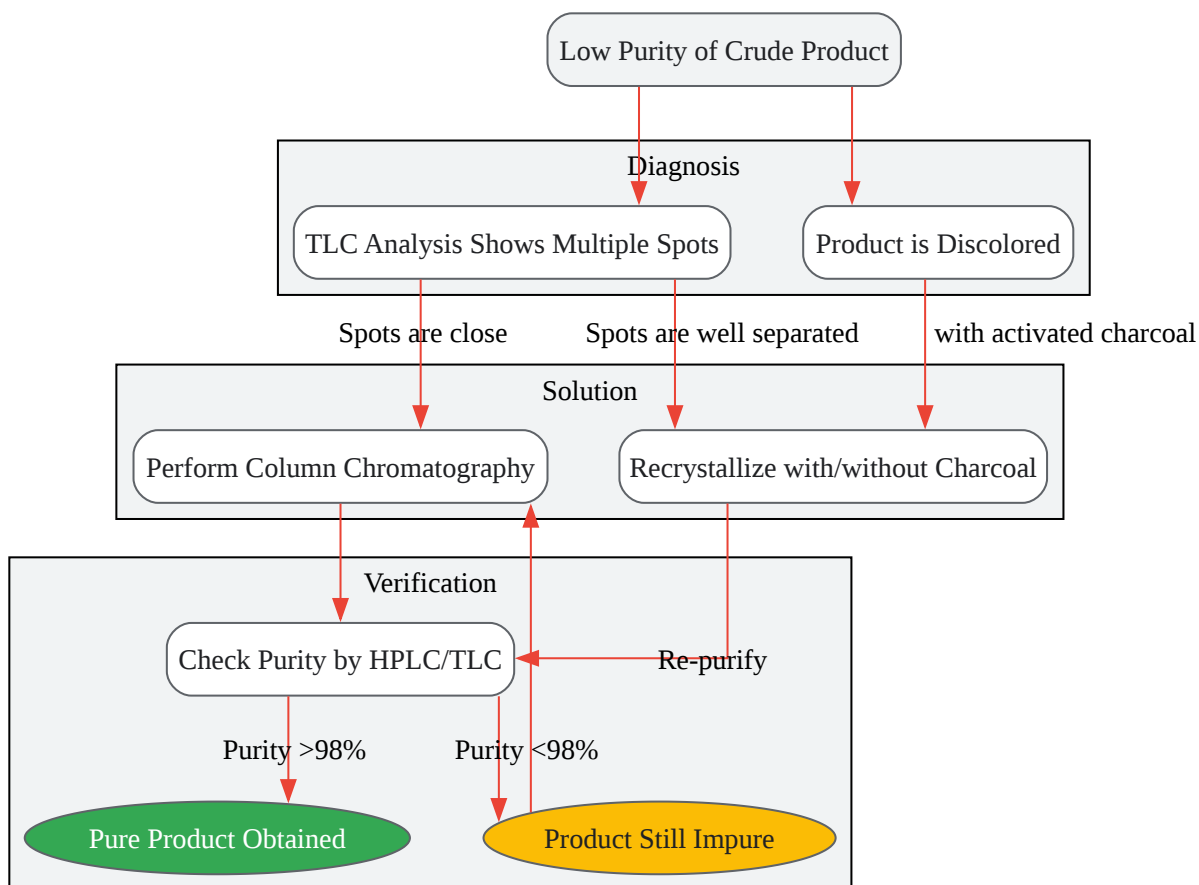 Low Purity of Crude Product
Diagnosis
TLC Analysis Shows Multiple Spots
Product is Discolored
Spots are close
Spots are well separated
with activated charcoal
Solution
Perform Column Chromatography
Recrystallize with/without Charcoal
Verification
Check Purity by HPLC/TLC
Re-purify
Purity >98%
Purity <98%
Pure Product Obtained
Product Still Impure